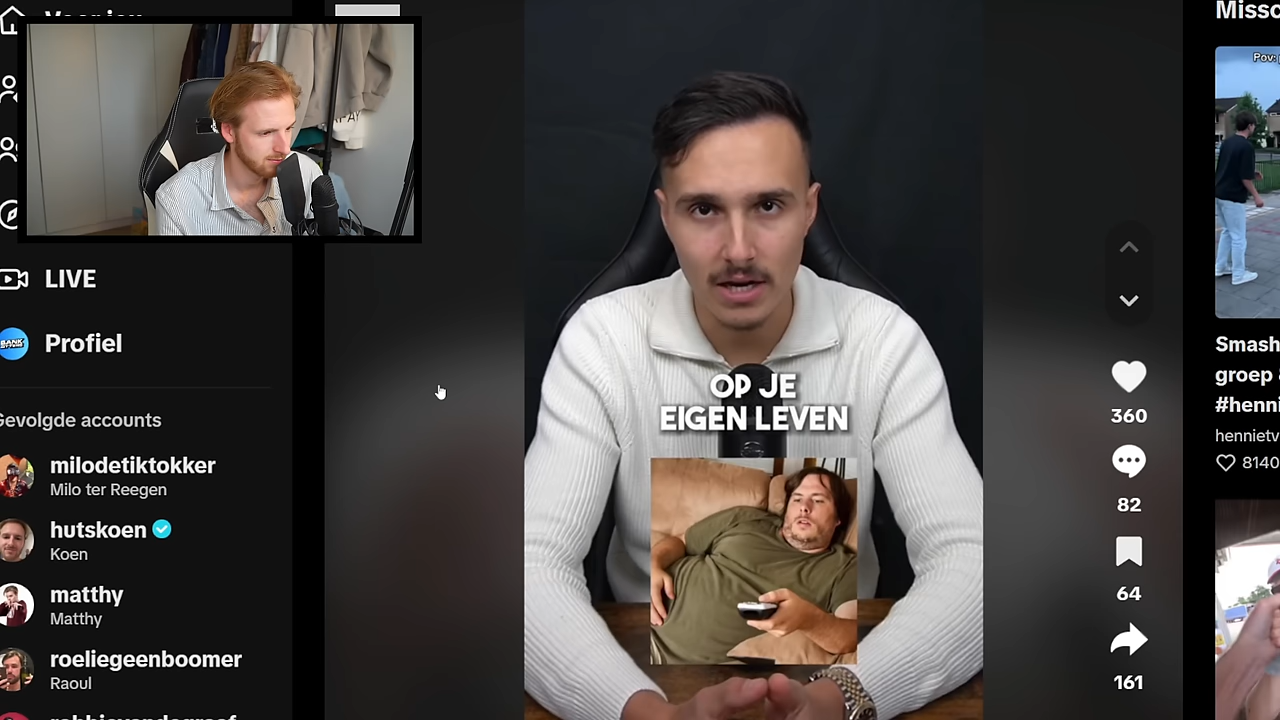 LIVE
Profiel
Gevolgde accounts
milodetiktokker
Milo ter Reegen
hutskoen
Koen
matthy
Matthy
roeliegeenboomer
Raoul
OP JE
EIGEN LEVEN
360
82
64
161
Pov:
Smash
groep
#henni
hennietv
8140